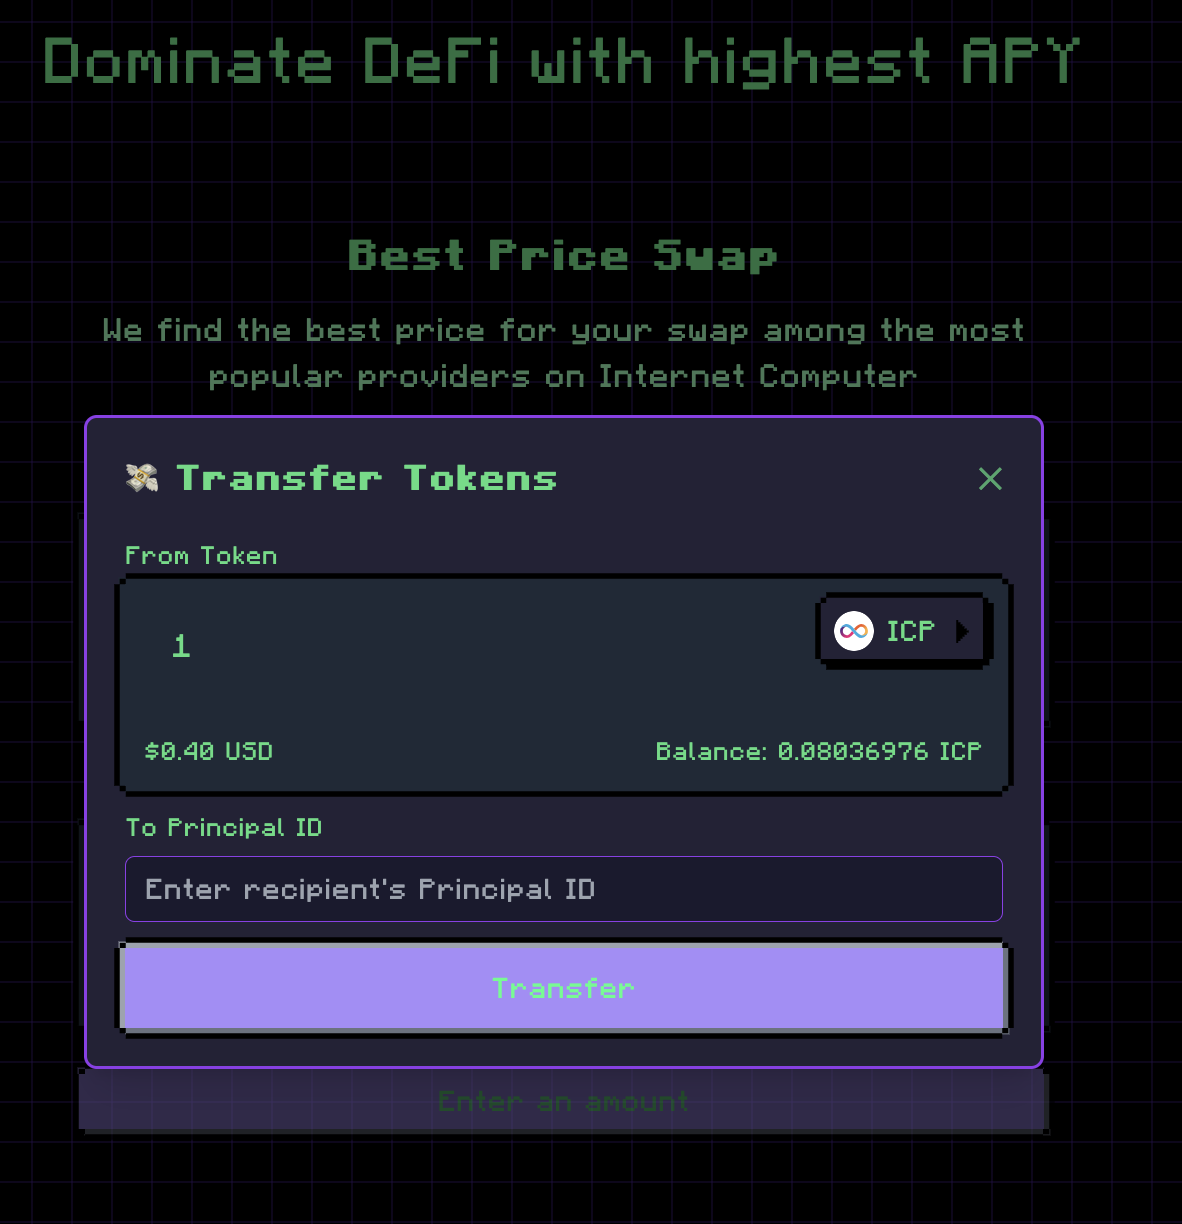 Dominate DeFi with highest APY
Best Price Swap
We find the best price for your swap among the most
popular providers on Internet Computer
💸 Transfer Tokens
From Token
1
ICP
$0.40 USD
Balance: 0.08036976 ICP
To Principal ID
Enter recipient's Principal ID
Transfer
Enter an amount